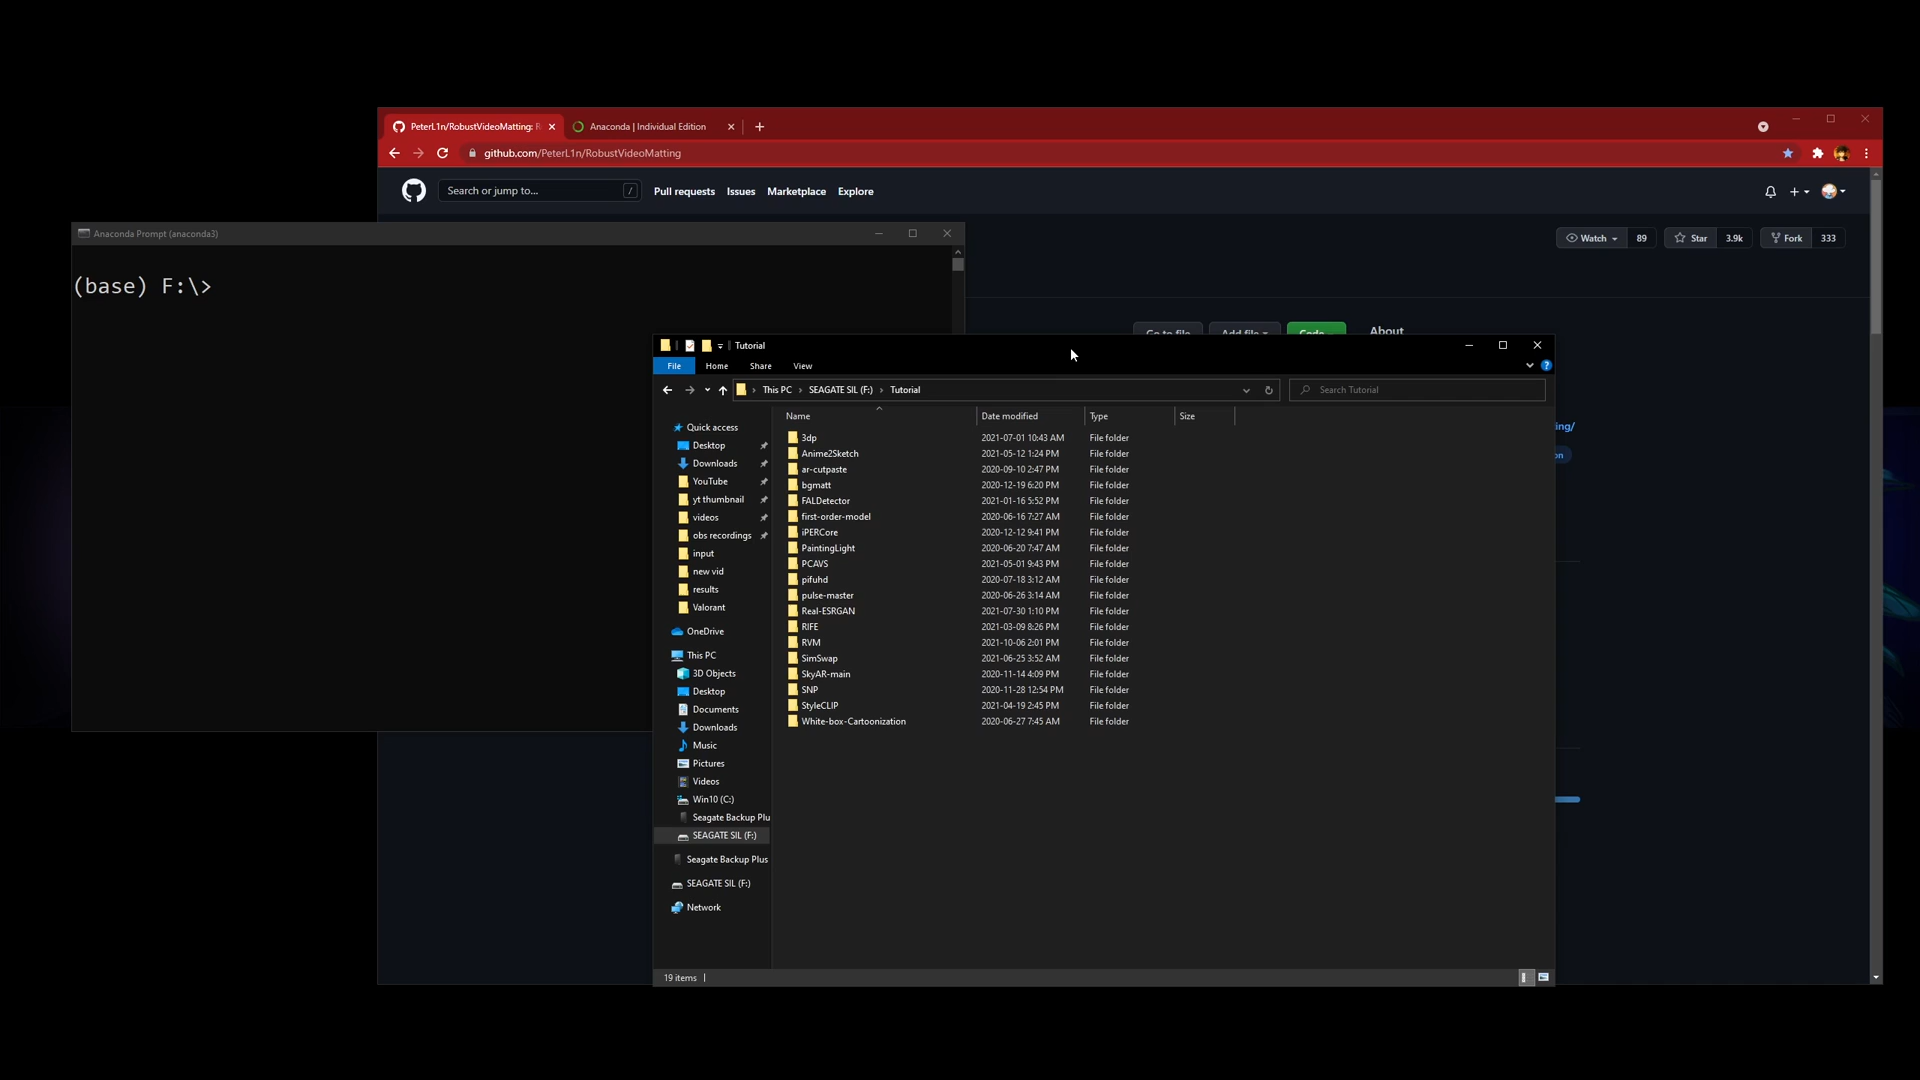 PeterL1n/RobustVideoMatting: R
Anaconda | Individual Edition
github.com/PeterL1n/RobustVideoMatting
Search or jump to... /
Pull requests Issues Marketplace Explore
Watch 89 Star 3.9k Fork 333
Anaconda Prompt (anaconda3)
(base) F:\>
About
Tutorial
File Home Share View
This PC > SEAGATE SIL (F:) > Tutorial
Search Tutorial
Name Date modified Type Size
3dp 2021-07-01 10:43 AM File folder
Anime2Sketch 2021-05-12 1:24 PM File folder
ar-cutpaste 2020-09-10 2:47 PM File folder
bgmatt 2020-12-19 6:20 PM File folder
FALDetector 2021-01-16 5:52 PM File folder
first-order-model 2020-06-16 7:27 AM File folder
iPERCore 2020-12-12 9:41 PM File folder
PaintingLight 2020-06-20 7:47 AM File folder
PCAVS 2021-05-01 9:43 PM File folder
pifuhd 2020-07-18 3:12 AM File folder
pulse-master 2020-06-26 3:14 AM File folder
Real-ESRGAN 2021-07-30 1:10 PM File folder
RIFE 2021-03-09 8:26 PM File folder
RVM 2021-10-06 2:01 PM File folder
SimSwap 2021-06-25 3:52 AM File folder
SkyAR-main 2020-11-14 4:09 PM File folder
SNP 2020-11-28 12:54 PM File folder
StyleCLIP 2021-04-19 2:45 PM File folder
White-box-Cartoonization 2020-06-27 7:45 AM File folder
Quick access
Desktop
Downloads
YouTube
yt thumbnail
videos
obs recordings
input
new vid
results
Valorant
OneDrive
This PC
3D Objects
Desktop
Documents
Downloads
Music
Pictures
Videos
Win10 (C:)
Seagate Backup Plu
SEAGATE SIL (F:)
Seagate Backup Plus
SEAGATE SIL (F:)
Network
19 items
ing/
on